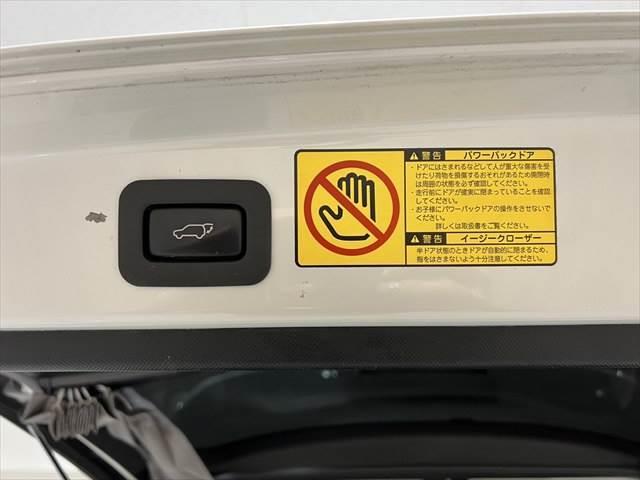 警告 パワーバックドア
・ドアにはさまれるなどして人が重大な傷害を受
けたり荷物を損傷するおそれがあるため開閉時
は周囲の状態を必ず確認してください。
・走行前にドアが確実に閉まっていることを確認
してください。
・お子様にパワーバックドアの操作をさせないで
ください。
詳しくは取扱書をご覧ください。
警告 イージークローザー
半ドア状態のときドアが自動的に閉まるため、
指をはさまないよう十分注意してください。